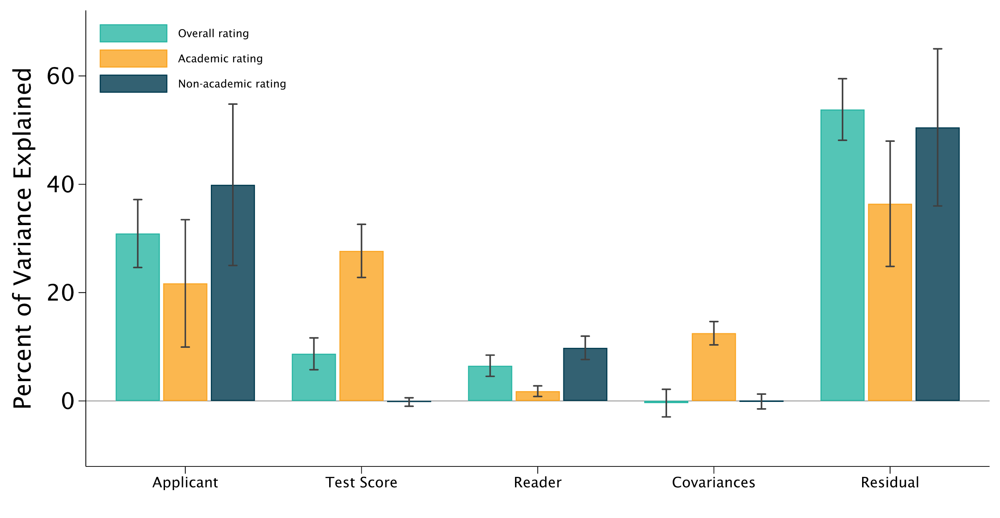 Overall rating
Academic rating
Non-academic rating
Percent of Variance Explained
60
40
20
0
Applicant
Test Score
Reader
Covariances
Residual